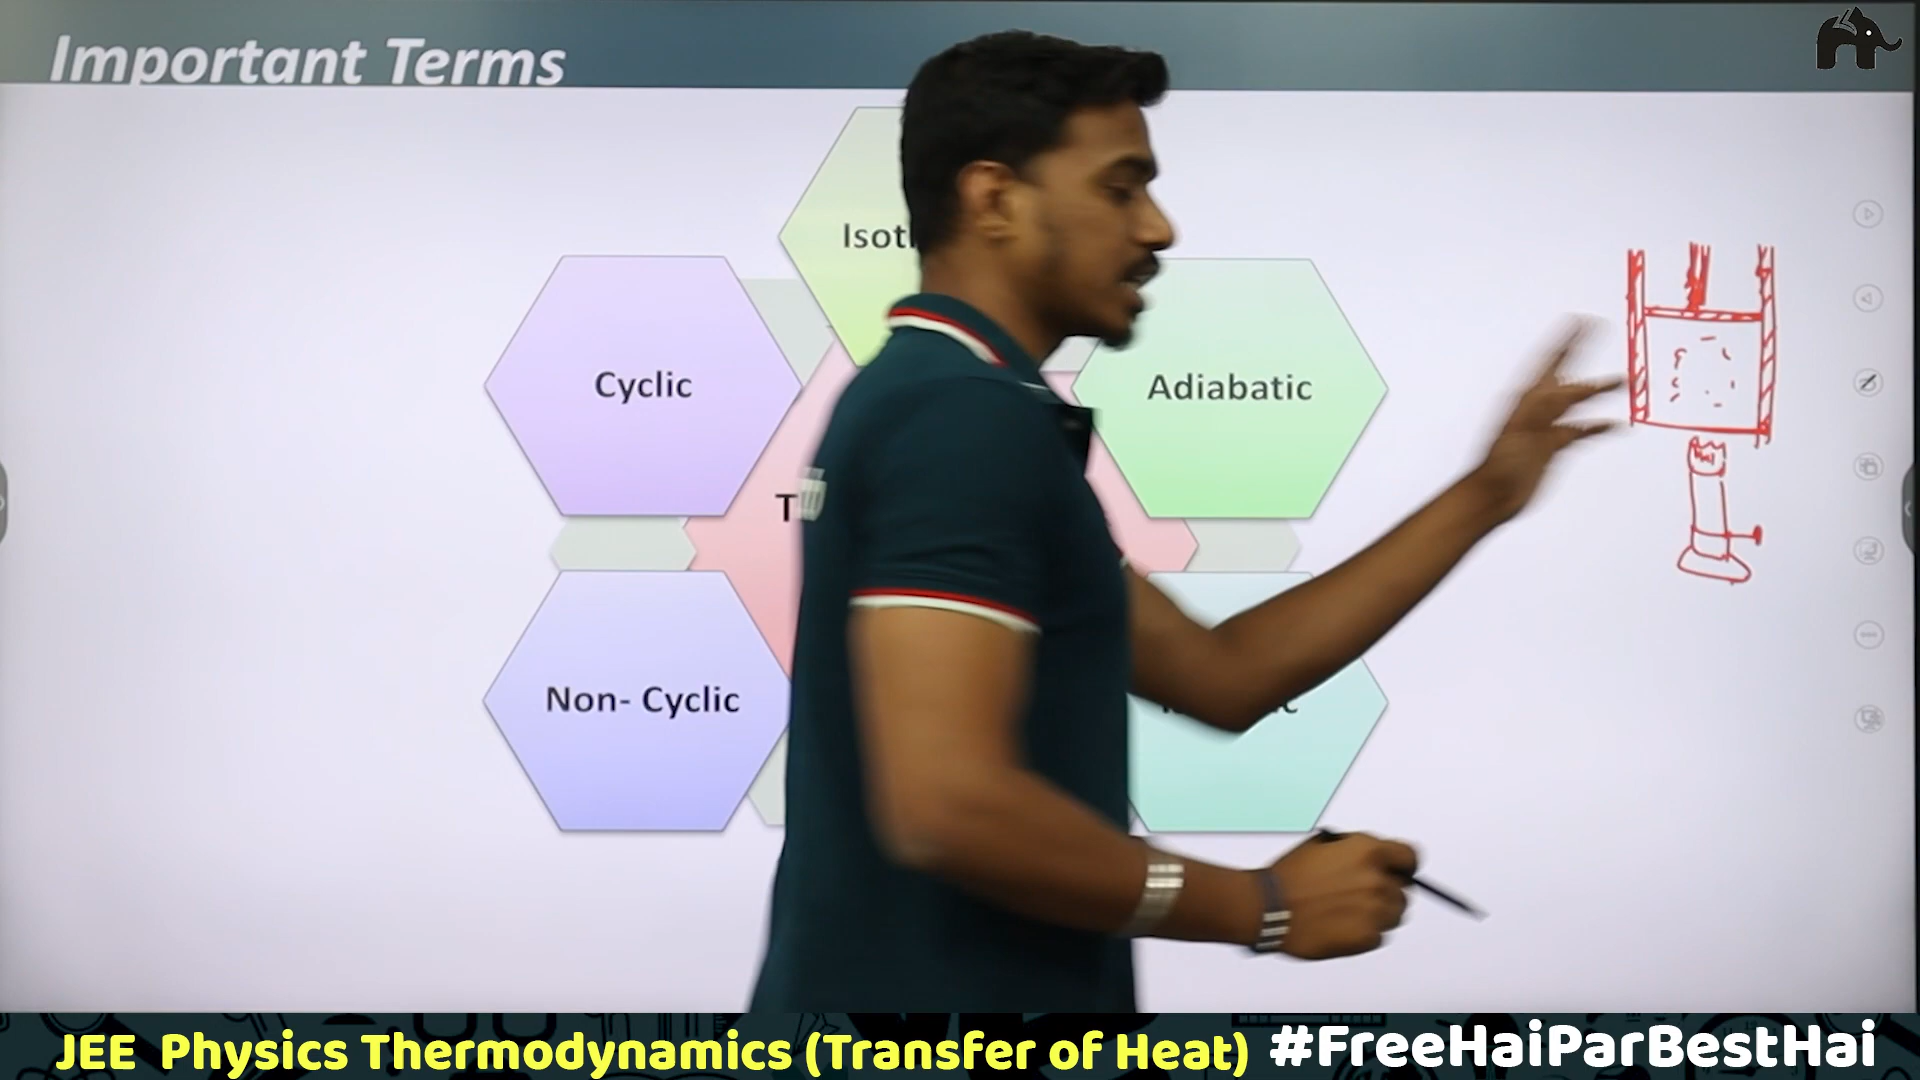 Important Terms
Cyclic
Adiabatic
Non- Cyclic
JEE Physics Thermodynamics (Transfer of Heat) #FreeHaiParBestHai